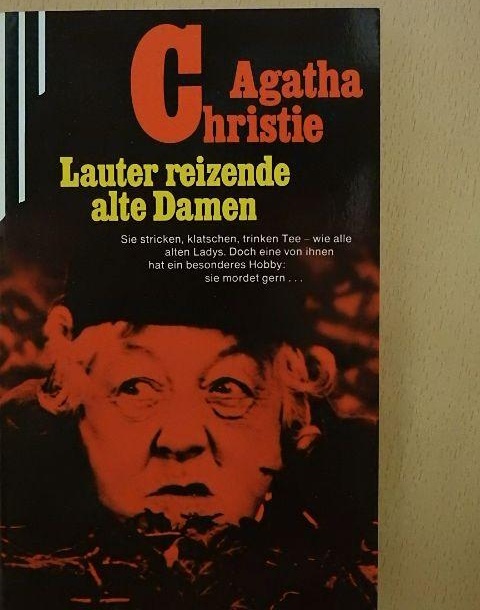 Agatha
Christie
Lauter reizende
alte Damen
Sie stricken, klatschen, trinken Tee – wie alle
alten Ladys. Doch eine von ihnen
hat ein besonderes Hobby:
sie mordet gern . . .